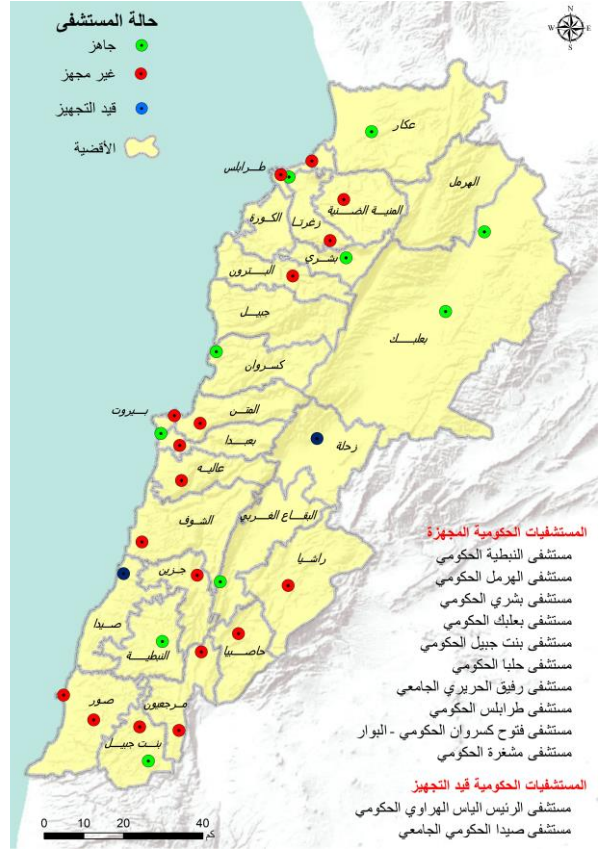 حالة المستشفى
جاهز
غير مجهز
قيد التجهيز
الأقضية
N
W
E
S
عكار
طرابلس
الهرمل
المنية الضنية
زغرتا
الكورة
بشري
البترون
جبيل
بعلبك
كسروان
بيروت
المتن
بعبدا
زحلة
عاليه
البقاع الغربي
الشوف
راشيا
جزين
صيدا
حاصبيا
النبطية
مرجعيون
صور
بنت جبيل
المستشفيات الحكومية المجهزة
مستشفى النبطية الحكومي
مستشفى الهرمل الحكومي
مستشفى بشري الحكومي
مستشفى بعلبك الحكومي
مستشفى بنت جبيل الحكومي
مستشفى حلبا الحكومي
مستشفى رفيق الحريري الجامعي
مستشفى طرابلس الحكومي
مستشفى فتوح كسروان الحكومي - البوار
مستشفى مشغرة الحكومي
المستشفيات الحكومية قيد التجهيز
مستشفى الرئيس الياس الهراوي الحكومي
مستشفى صيدا الحكومي الجامعي
0 10 20 40
كم